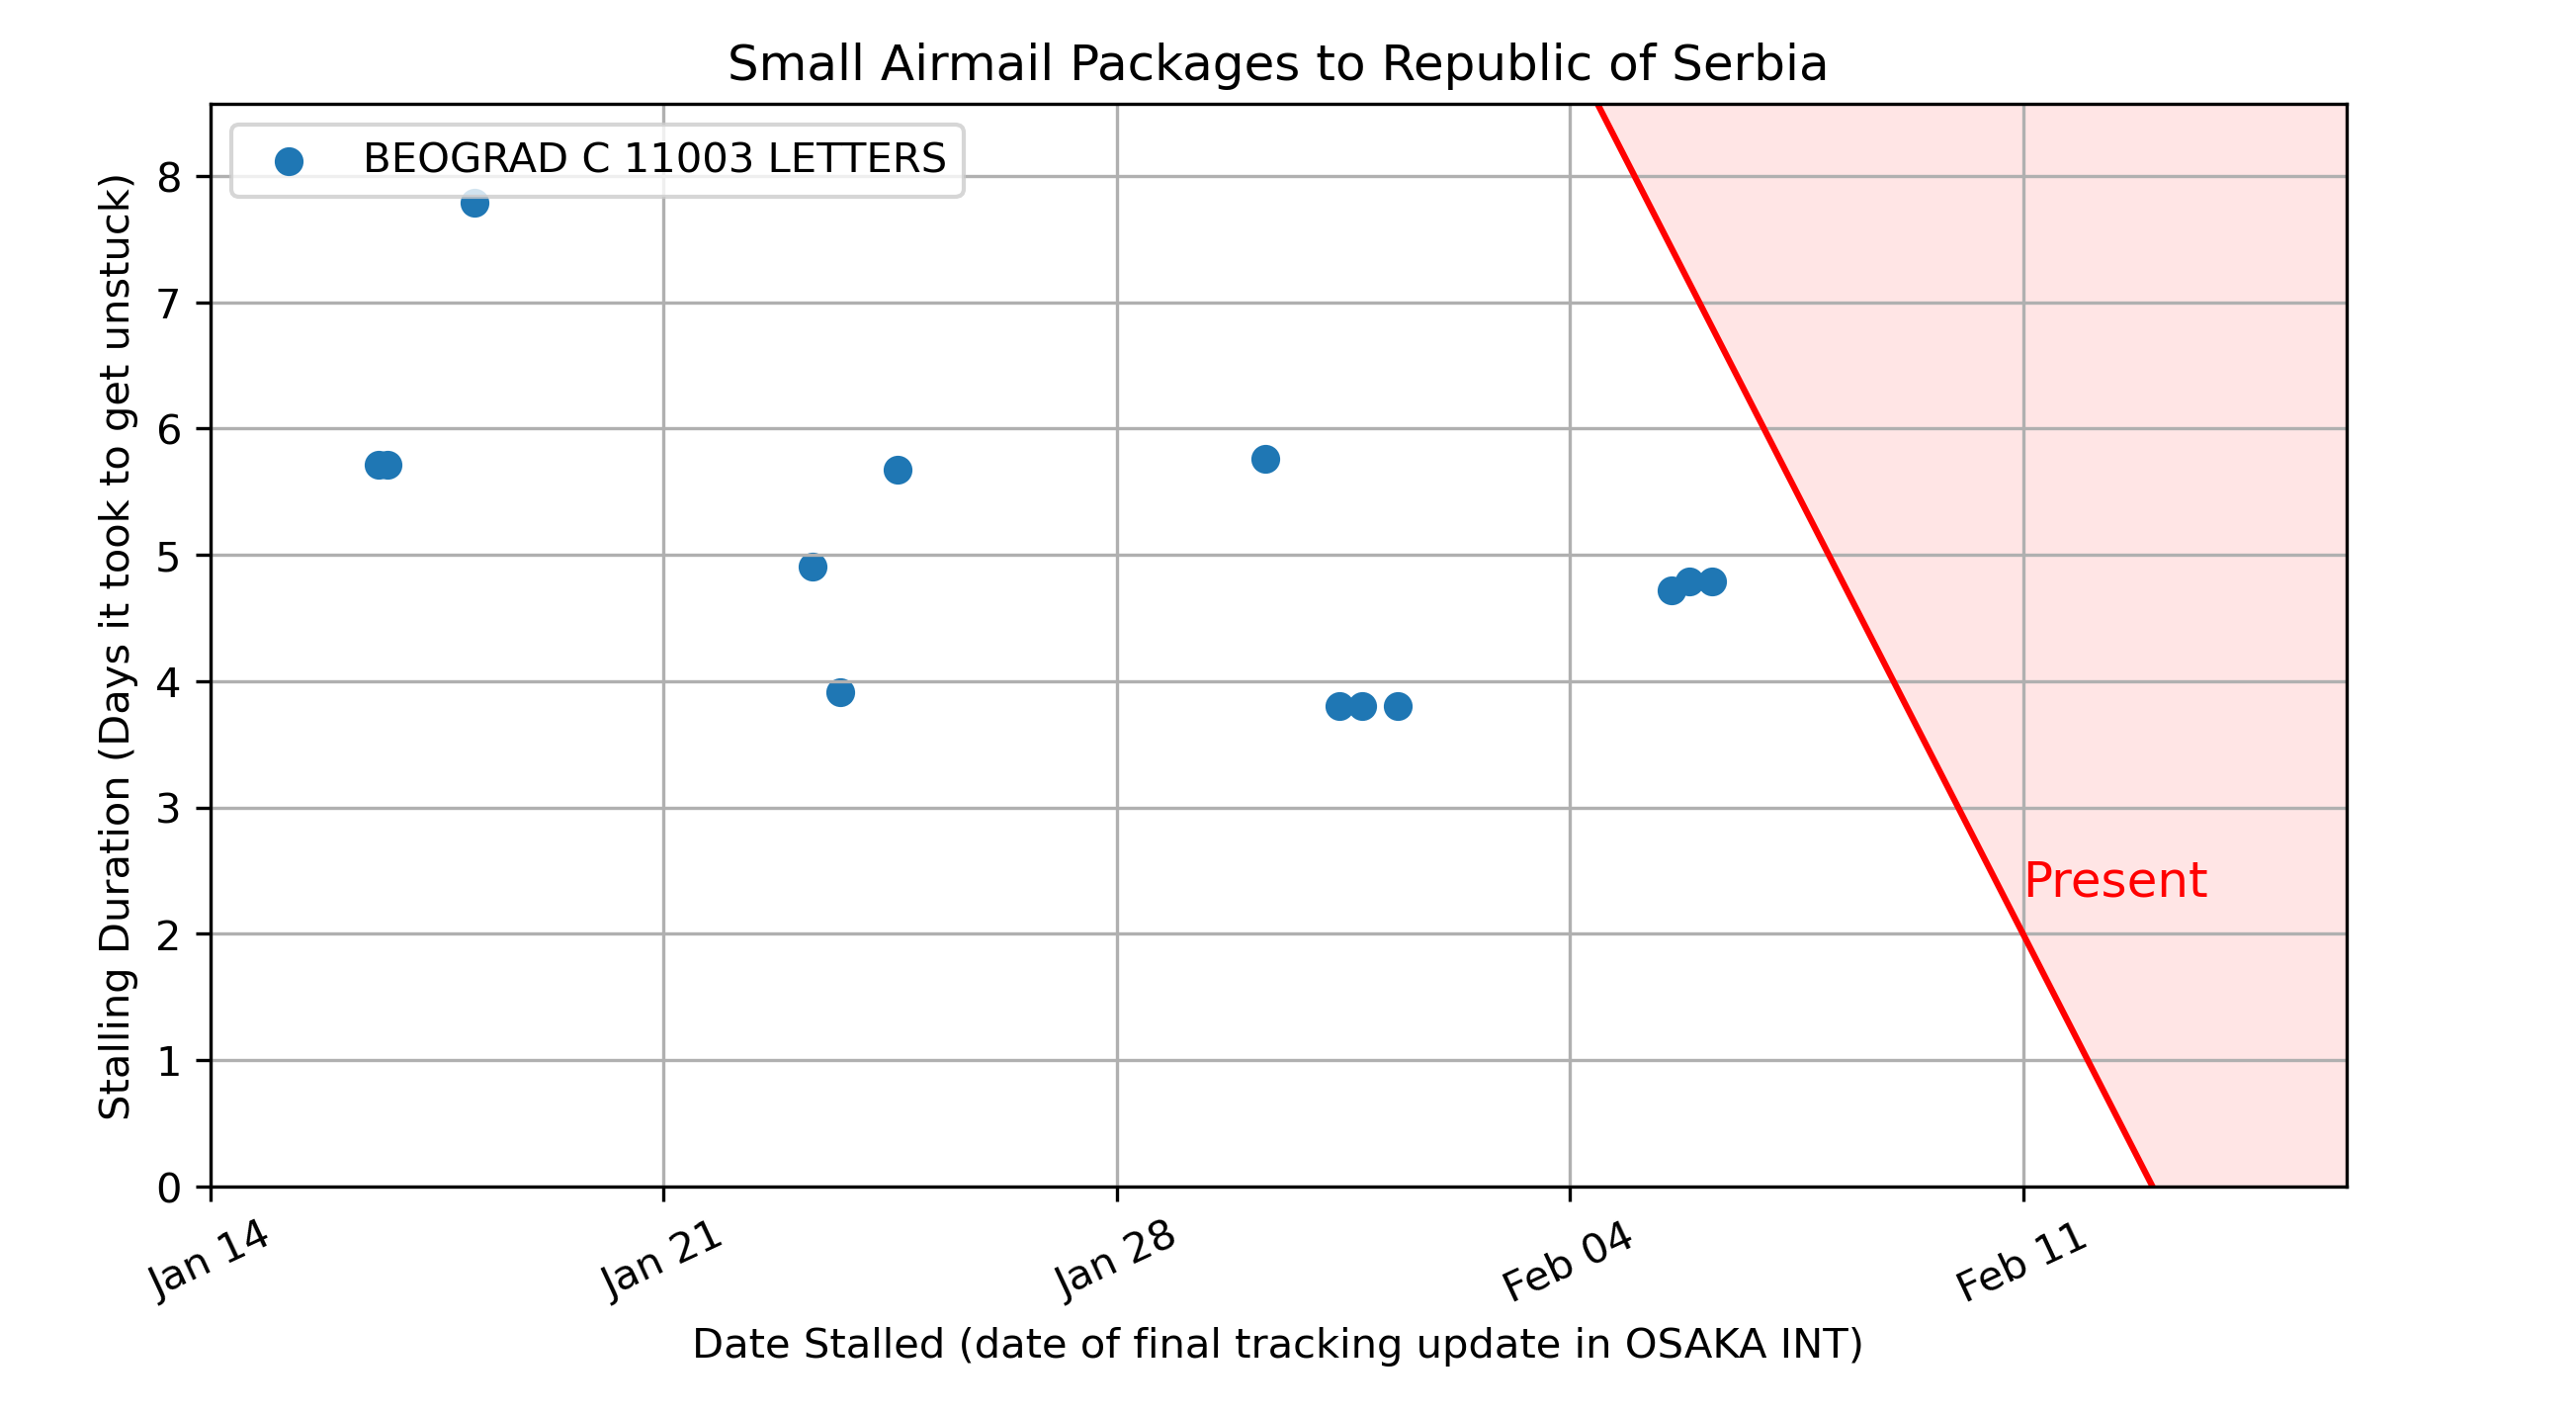 Small Airmail Packages to Republic of Serbia
BEOGRAD C 11003 LETTERS
Stalling Duration (Days it took to get unstuck)
8
7
6
5
4
3
2
1
0
Present
Jan 14
Jan 21
Jan 28
Feb 04
Feb 11
Date Stalled (date of final tracking update in OSAKA INT)